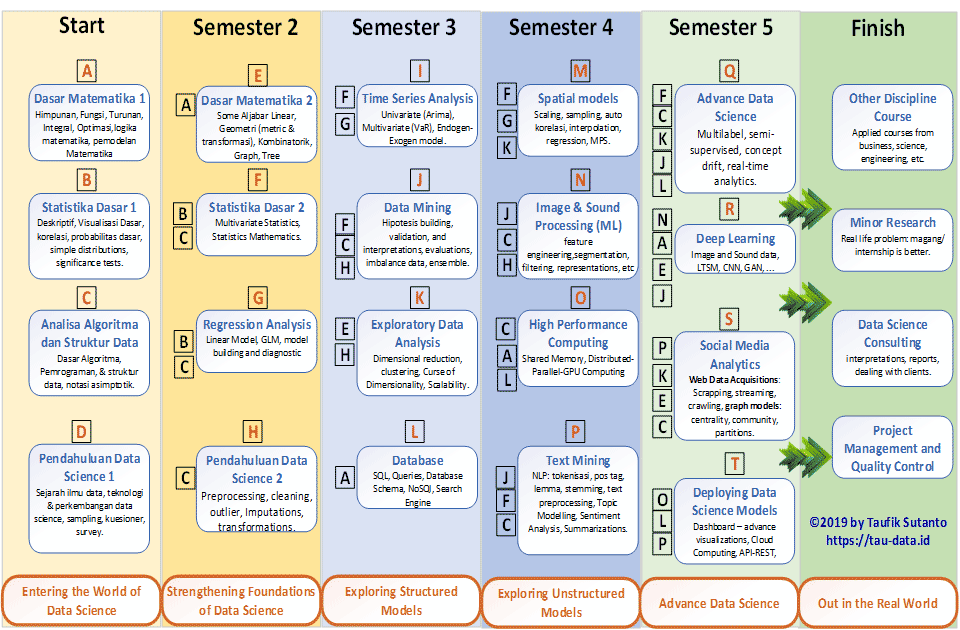 Start
A
Dasar Matematika 1
Himpunan, Fungsi, Turunan,
Integral, Optimasi,logika
matematika, pemodelan
Matematika
B
Statistika Dasar 1
Deskriptif, Visualisasi Dasar,
korelasi, probabilitas dasar,
simple distributions,
significance tests.
C
Analisa Algoritma
dan Struktur Data
Dasar Algoritma,
Pemrograman, & struktur
data, notasi asimptotik.
D
Pendahuluan Data
Science 1
Sejarah ilmu data, teknologi
& perkembangan data
science, sampling, kuesioner,
survey.
Entering the World of
Data Science
Semester 2
E
A
Dasar Matematika 2
Some Aljabar Linear,
Geometri (metric &
transformasi), Kombinatorik,
Graph, Tree
F
B
C
Statistika Dasar 2
Multivariate Statistics,
Statistics Mathematics.
G
B
C
Regression Analysis
Linear Model, GLM, model
building and diagnostic
H
C
Pendahuluan Data
Science 2
Preprocessing, cleaning,
outlier, Imputations,
transformations.
Strengthening Foundations
of Data Science
Semester 3
I
F
G
Time Series Analysis
Univariate (Arima),
Multivariate (VaR), Endogen-
Exogen model.
J
F
C
H
Data Mining
Hipotesis building,
validation, and
interpretations, evaluations,
imbalance data, ensemble.
K
E
H
Exploratory Data
Analysis
Dimensional reduction,
clustering, Curse of
Dimensionality, Scalability.
L
A
Database
SQL, Queries, Database
Schema, NoSQl, Search
Engine
Exploring Structured
Models
Semester 4
M
F
G
K
Spatial models
Scaling, sampling, auto
korelasi, interpolation,
regression, MPS.
N
J
C
H
Image & Sound
Processing (ML)
feature
engineering,segmentation,
filtering, representations, etc
O
C
A
L
High Performance
Computing
Shared Memory, Distributed-
Parallel-GPU Computing
P
J
F
C
Text Mining
NLP: tokenisasi, pos tag,
lemma, stemming, text
preprocessing, Topic
Modelling, Sentiment
Analysis, Summarizations.
Exploring Unstructured
Models
Semester 5
Q
F
C
K
J
L
Advance Data
Science
Multilabel, semi-
supervised, concept
drift, real-time
analytics.
R
N
A
E
J
Deep Learning
Image and Sound data,
LTSM, CNN, GAN, ...
S
P
K
E
C
Social Media
Analytics
Web Data Acquisitions:
Scrapping, streaming,
crawling, graph models:
centrality, community,
partitions.
T
O
L
P
Deploying Data
Science Models
Dashboard – advance
visualizations, Cloud
Computing, API-REST,
Advance Data Science
Finish
Other Discipline
Course
Applied courses from
business, science,
engineering, etc.
Minor Research
Real life problem: magang/
internship is better.
Data Science
Consulting
interpretations, reports,
dealing with clients.
Project
Management and
Quality Control
©2019 by Taufik Sutanto
https://tau-data.id
Out in the Real World